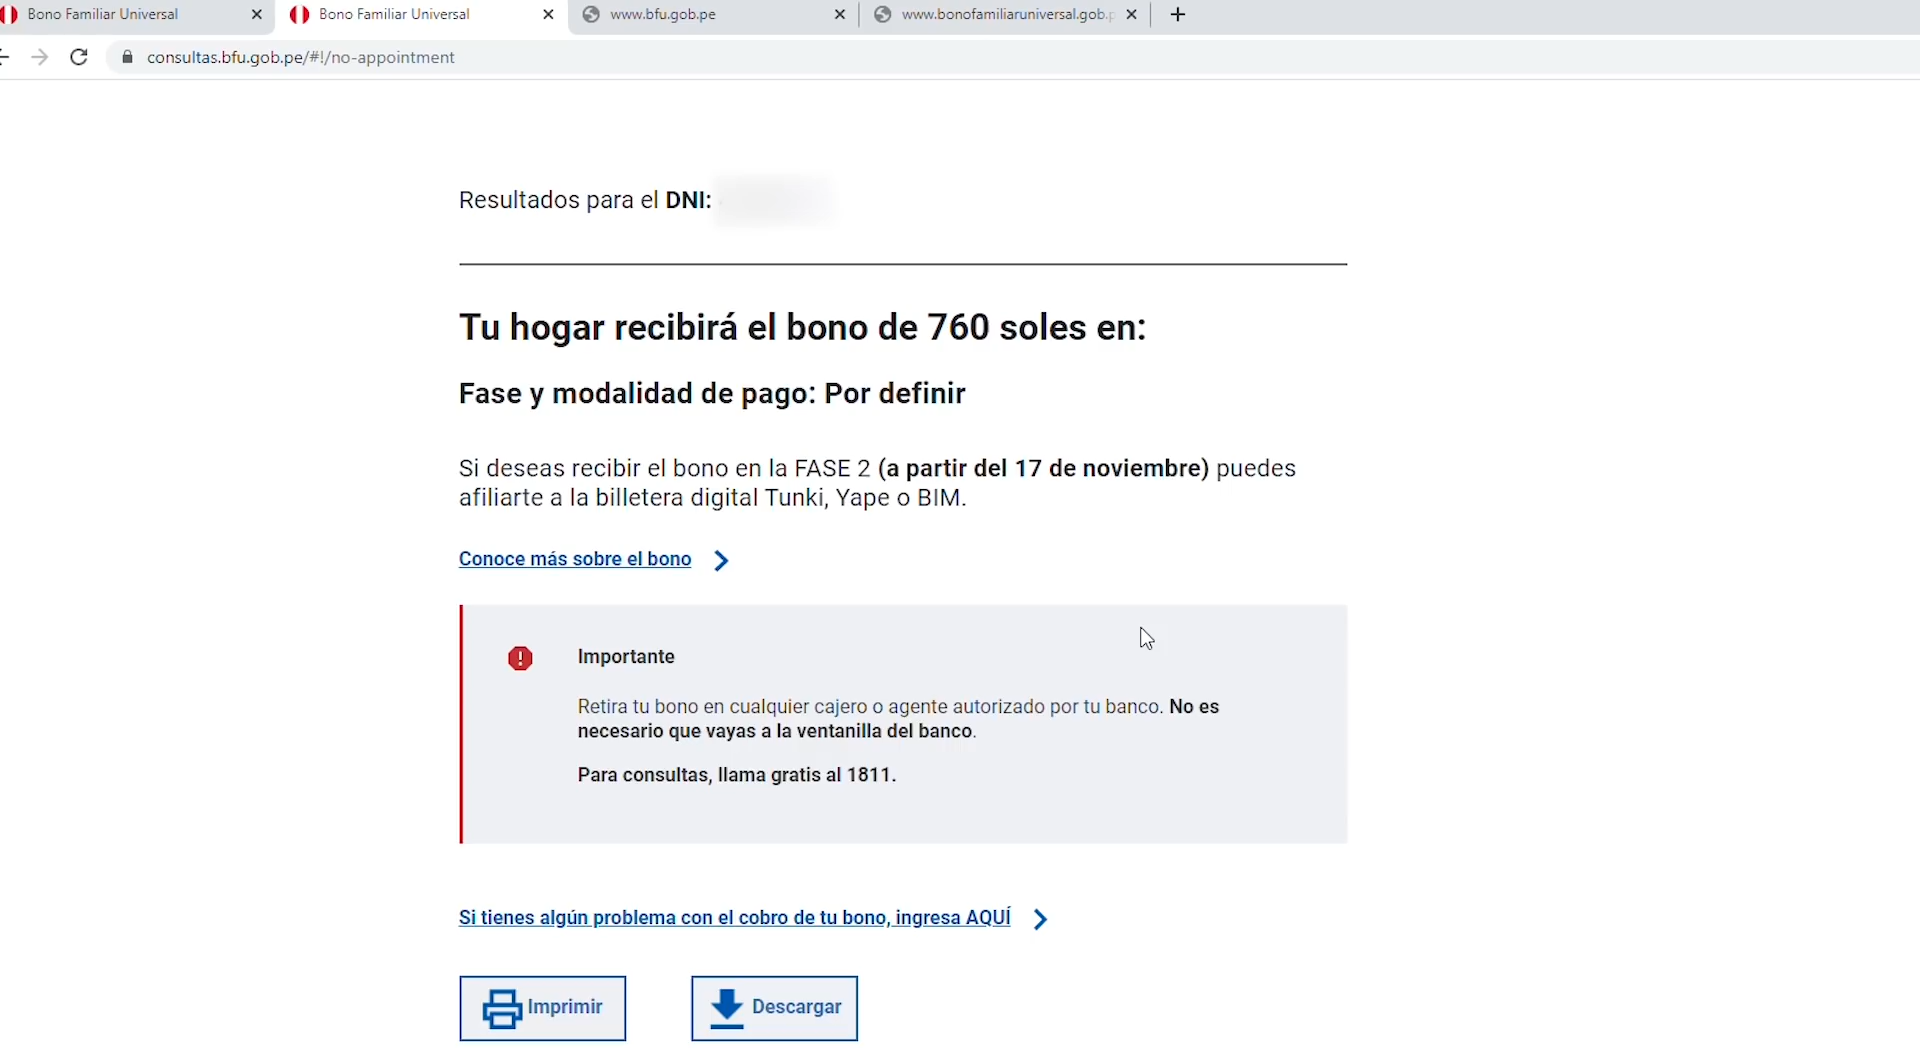 Bono Familiar Universal
Bono Familiar Universal
www.bfu.gob.pe
www.bonofamiliaruniversal.gob.p
consultas.bfu.gob.pe/#!/no-appointment
Resultados para el DNI:
Tu hogar recibirá el bono de 760 soles en:
Fase y modalidad de pago: Por definir
Si deseas recibir el bono en la FASE 2 (a partir del 17 de noviembre) puedes
afiliarte a la billetera digital Tunki, Yape o BIM.
Conoce más sobre el bono
Importante
Retira tu bono en cualquier cajero o agente autorizado por tu banco. No es
necesario que vayas a la ventanilla del banco.
Para consultas, llama gratis al 1811.
Si tienes algún problema con el cobro de tu bono, ingresa AQUÍ
Imprimir
Descargar